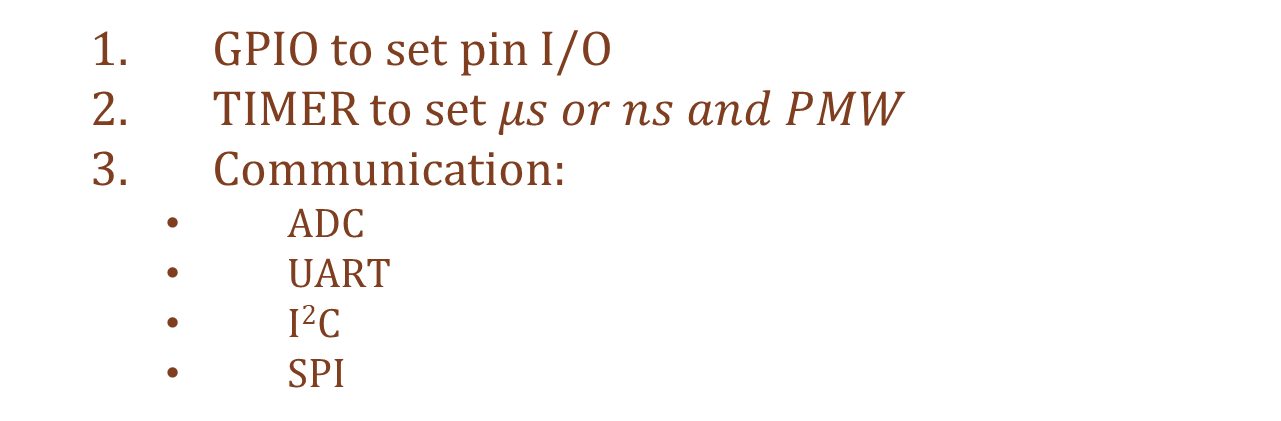 1. GPIO to set pin I/O
2. TIMER to set μs or ns and PMW
3. Communication:
• ADC
• UART
• I²C
• SPI